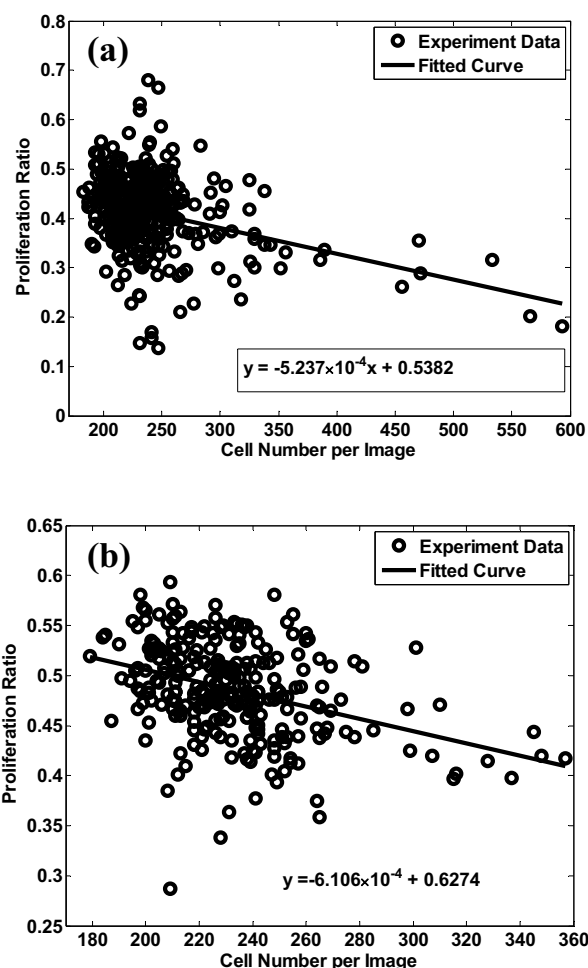 (a)
Experiment Data
Fitted Curve
0.8
0.7
0.6
0.5
0.4
0.3
0.2
0.1
0
Proliferation Ratio
y = -5.237×10⁻⁴x + 0.5382
200 250 300 350 400 450 500 550 600
Cell Number per Image
(b)
Experiment Data
Fitted Curve
0.65
0.6
0.55
0.5
0.45
0.4
0.35
0.3
0.25
Proliferation Ratio
y =-6.106×10⁻⁴ + 0.6274
180 200 220 240 260 280 300 320 340 360
Cell Number per Image